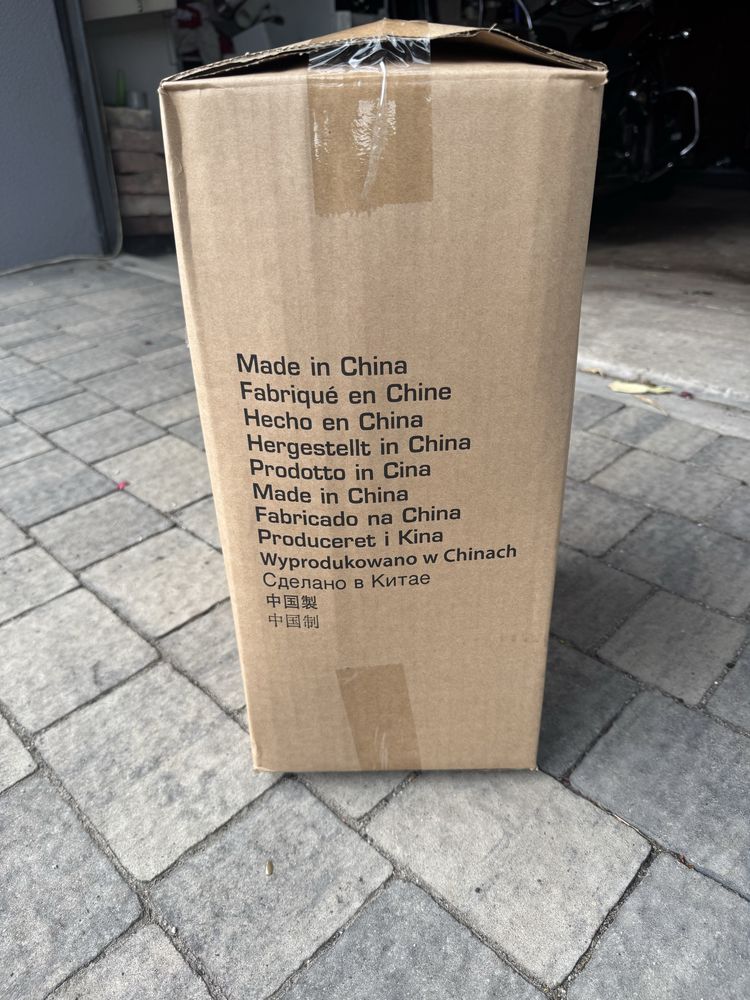 Made in China
Fabriqué en Chine
Hecho en China
Hergestellt in China
Prodotto in Cina
Made in China
Fabricado na China
Produceret i Kina
Wyprodukowano w Chinach
Сделано в Китае
中国製
中国制